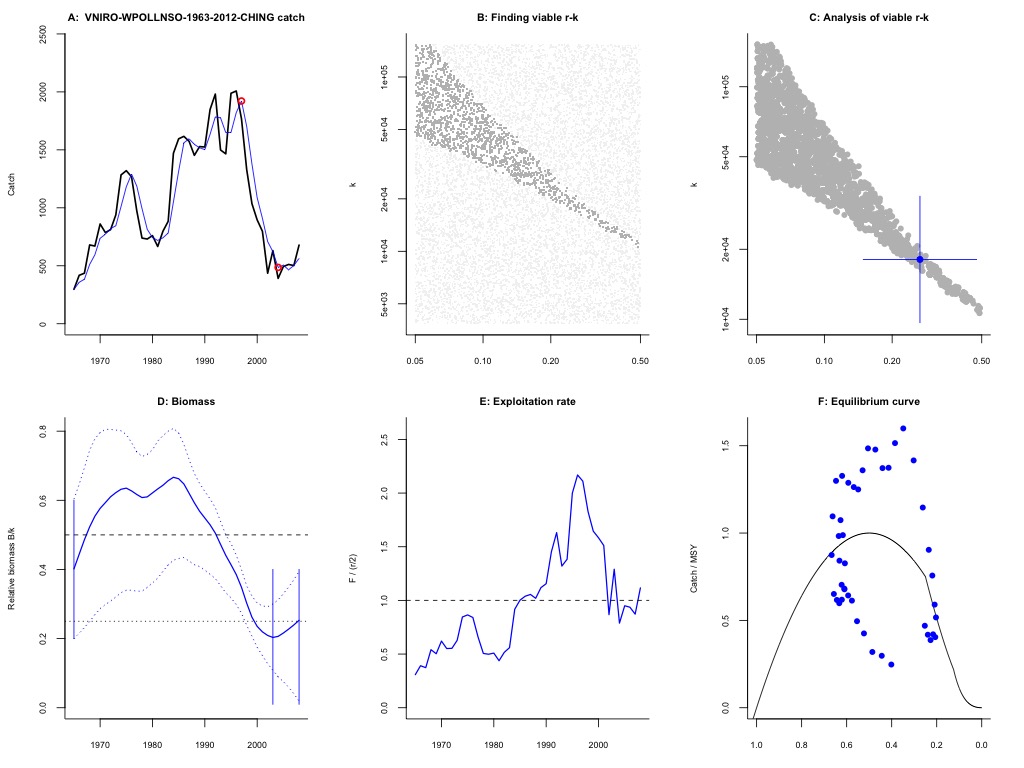 A: VNIRO-WPOLLNSO-1963-2012-CHING catch
Catch
2500
2000
1500
1000
500
0
1970 1980 1990 2000
B: Finding viable r-k
k
1e+05
5e+04
2e+04
1e+04
5e+03
0.05 0.10 0.20 0.50
C: Analysis of viable r-k
k
1e+05
5e+04
2e+04
1e+04
0.05 0.10 0.20 0.50
D: Biomass
Relative biomass B/k
0.8
0.6
0.4
0.2
0.0
1970 1980 1990 2000
E: Exploitation rate
F / (r/2)
2.5
2.0
1.5
1.0
0.5
0.0
1970 1980 1990 2000
F: Equilibrium curve
Catch / MSY
1.5
1.0
0.5
0.0
1.0 0.8 0.6 0.4 0.2 0.0